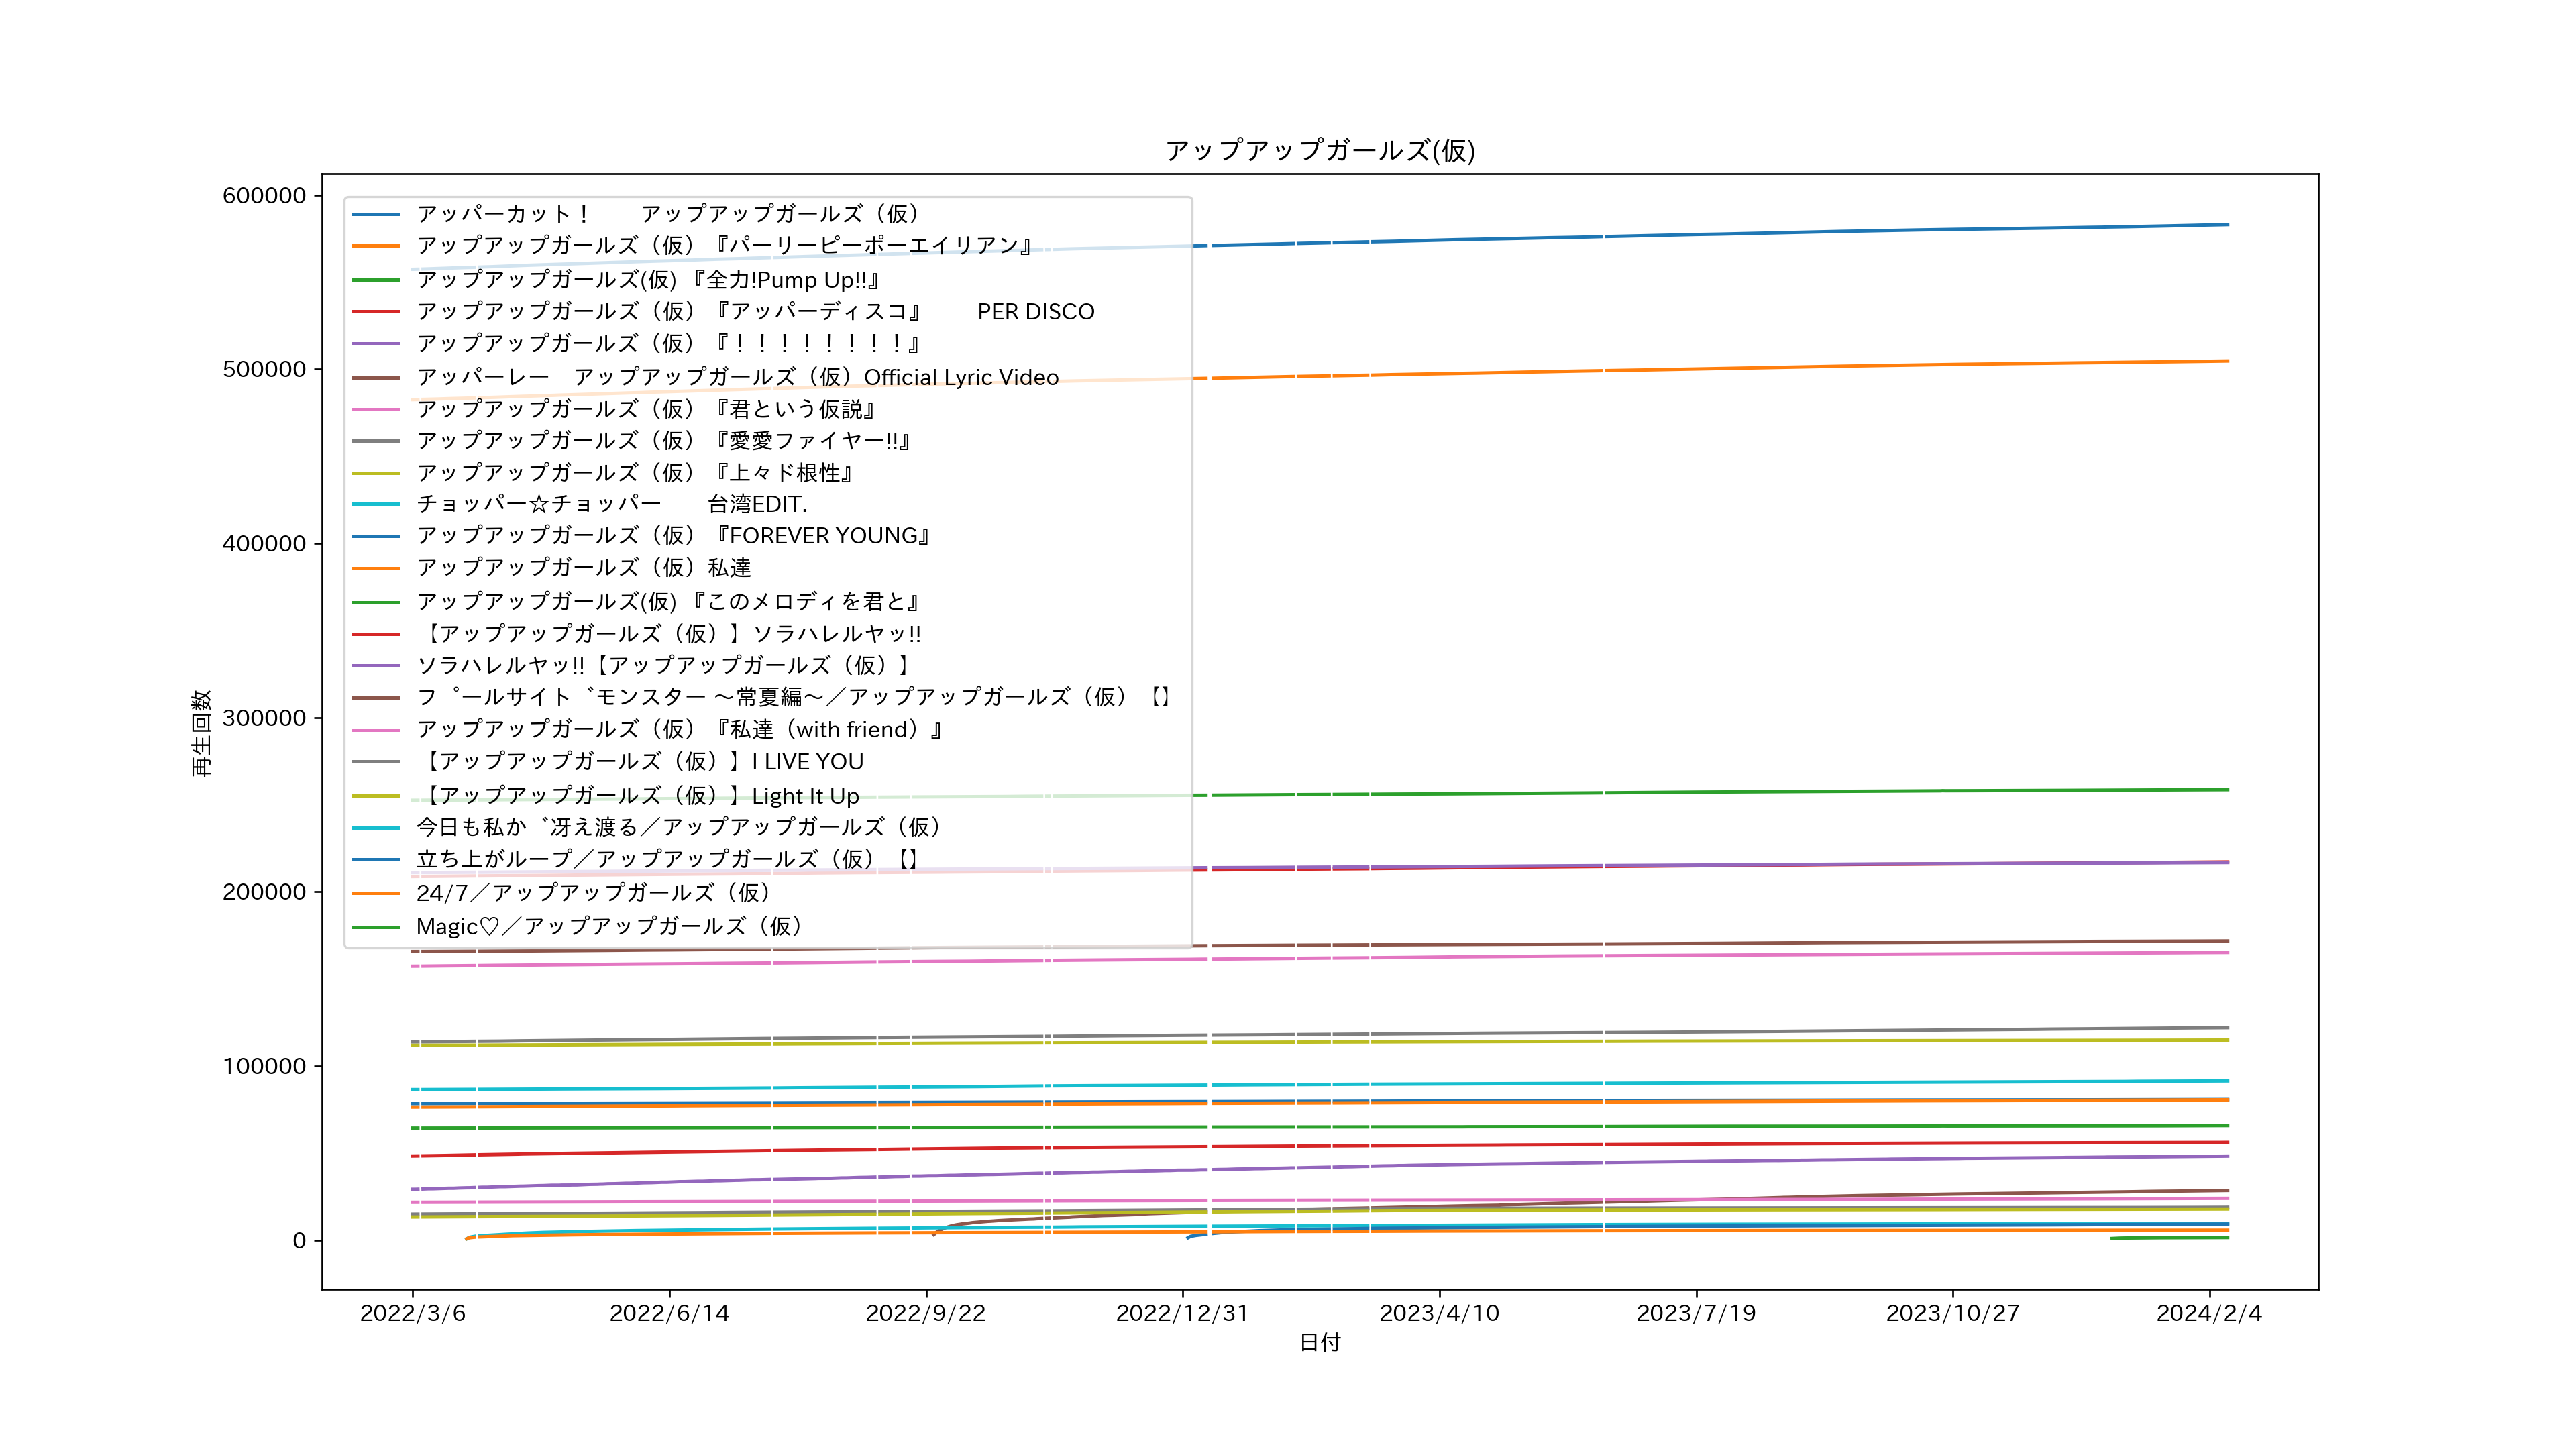 アップアップガールズ(仮)
600000
500000
400000
300000
200000
100000
0
再生回数
アッパーカット！　　アップアップガールズ（仮）
アップアップガールズ（仮）『パーリーピーポーエイリアン』
アップアップガールズ(仮) 『全力!Pump Up!!』
アップアップガールズ（仮）『アッパーディスコ』　　PER DISCO
アップアップガールズ（仮）『！！！！！！！！』
アッパーレー　アップアップガールズ（仮）Official Lyric Video
アップアップガールズ（仮）『君という仮説』
アップアップガールズ（仮）『愛愛ファイヤー!!』
アップアップガールズ（仮）『上々ド根性』
チョッパー☆チョッパー　　台湾EDIT.
アップアップガールズ（仮）『FOREVER YOUNG』
アップアップガールズ（仮）私達
アップアップガールズ(仮) 『このメロディを君と』
【アップアップガールズ（仮）】ソラハレルヤッ!!
ソラハレルヤッ!!【アップアップガールズ（仮）】
フ゜ールサイト゛モンスター ～常夏編～／アップアップガールズ（仮）【】
アップアップガールズ（仮）『私達（with friend）』
【アップアップガールズ（仮）】I LIVE YOU
【アップアップガールズ（仮）】Light It Up
今日も私か゛冴え渡る／アップアップガールズ（仮）
立ち上がループ／アップアップガールズ（仮）【】
24/7／アップアップガールズ（仮）
Magic♡／アップアップガールズ（仮）
2022/3/6 2022/6/14 2022/9/22 2022/12/31 2023/4/10 2023/7/19 2023/10/27 2024/2/4
日付